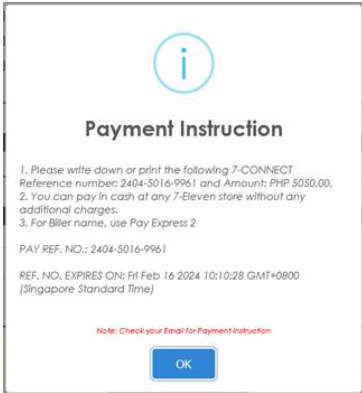 i
Payment Instruction
1. Please write down or print the following 7-CONNECT
Reference number: 2404-5016-9961 and Amount: PHP 5050.00.
2. You can pay in cash at any 7-Eleven store without any
additional charges.
3. For Biller name, use Pay Express 2
PAY REF. NO.: 2404-5016-9961
REF. NO. EXPIRES ON: Fri Feb 16 2024 10:10:28 GMT+0800
(Singapore Standard Time)
Note: Check your Email for Payment Instruction
OK